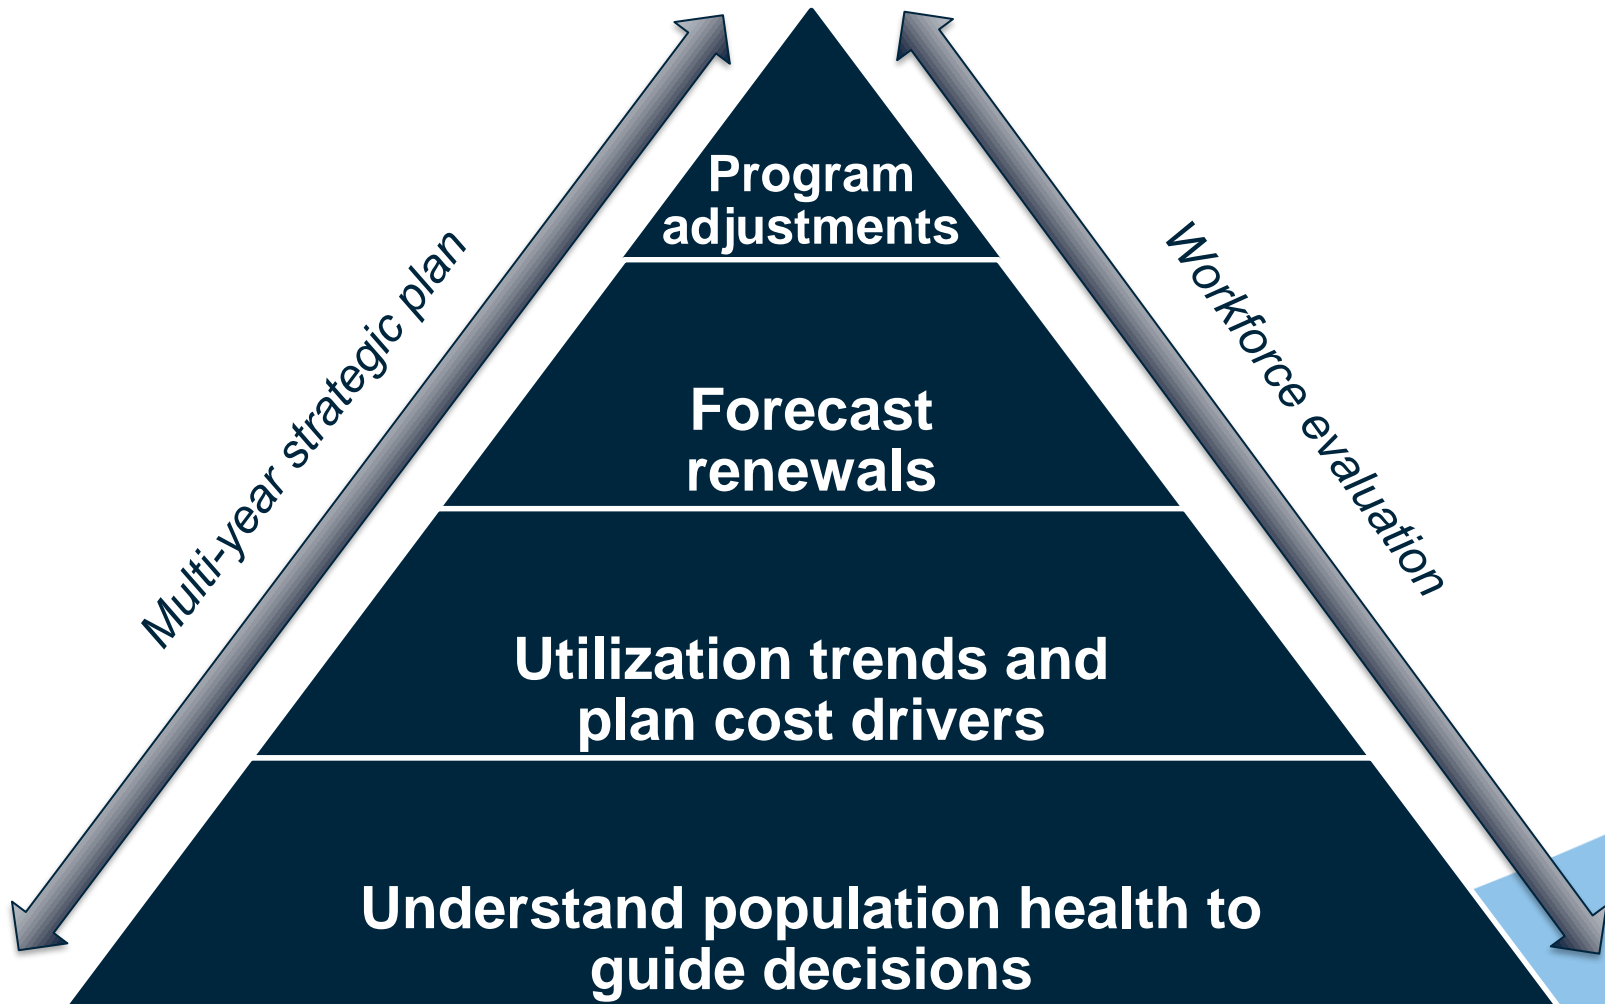 Program
adjustments
Multi-year strategic plan
Workforce evaluation
Forecast
renewals
Utilization trends and
plan cost drivers
Understand population health to
guide decisions